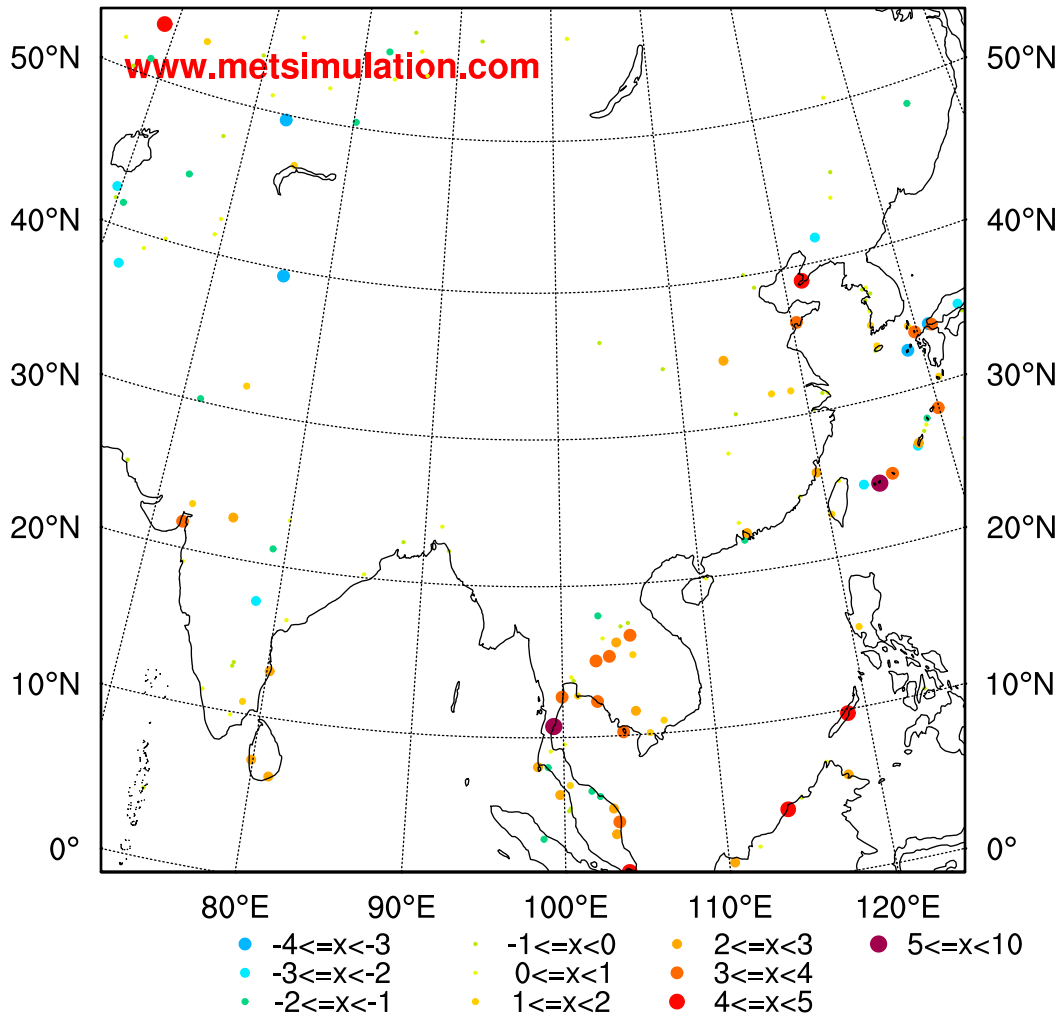 50°N 50°N
www.metsimulation.com
40°N 40°N
30°N 30°N
20°N 20°N
10°N 10°N
0° 0°
80°E 90°E 100°E 110°E 120°E
-4<=x<-3 -1<=x<0 2<=x<3 5<=x<10
-3<=x<-2 0<=x<1 3<=x<4
-2<=x<-1 1<=x<2 4<=x<5